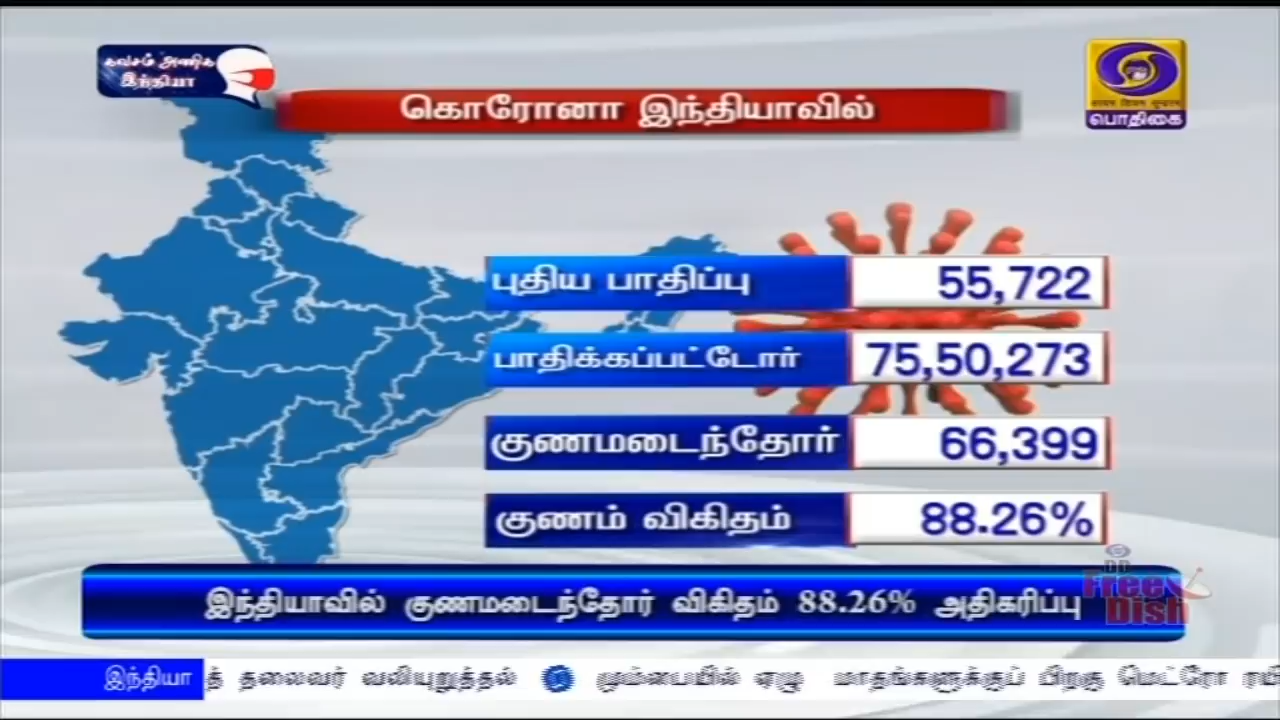 கவசம் அணிக
இந்தியா
கொரோனா இந்தியாவில்
பொதிகை
புதிய பாதிப்பு 55,722
பாதிக்கப்பட்டோர் 75,50,273
குணமடைந்தோர் 66,399
குணம் விகிதம் 88.26%
இந்தியாவில் குணமடைந்தோர் விகிதம் 88.26% அதிகரிப்பு
DD
Free Dish
இந்தியா த் தலைவர் வலியுறுத்தல் மும்பையில் ஏழு மாதங்களுக்குப் பிறகு மெட்ரோ ரயி